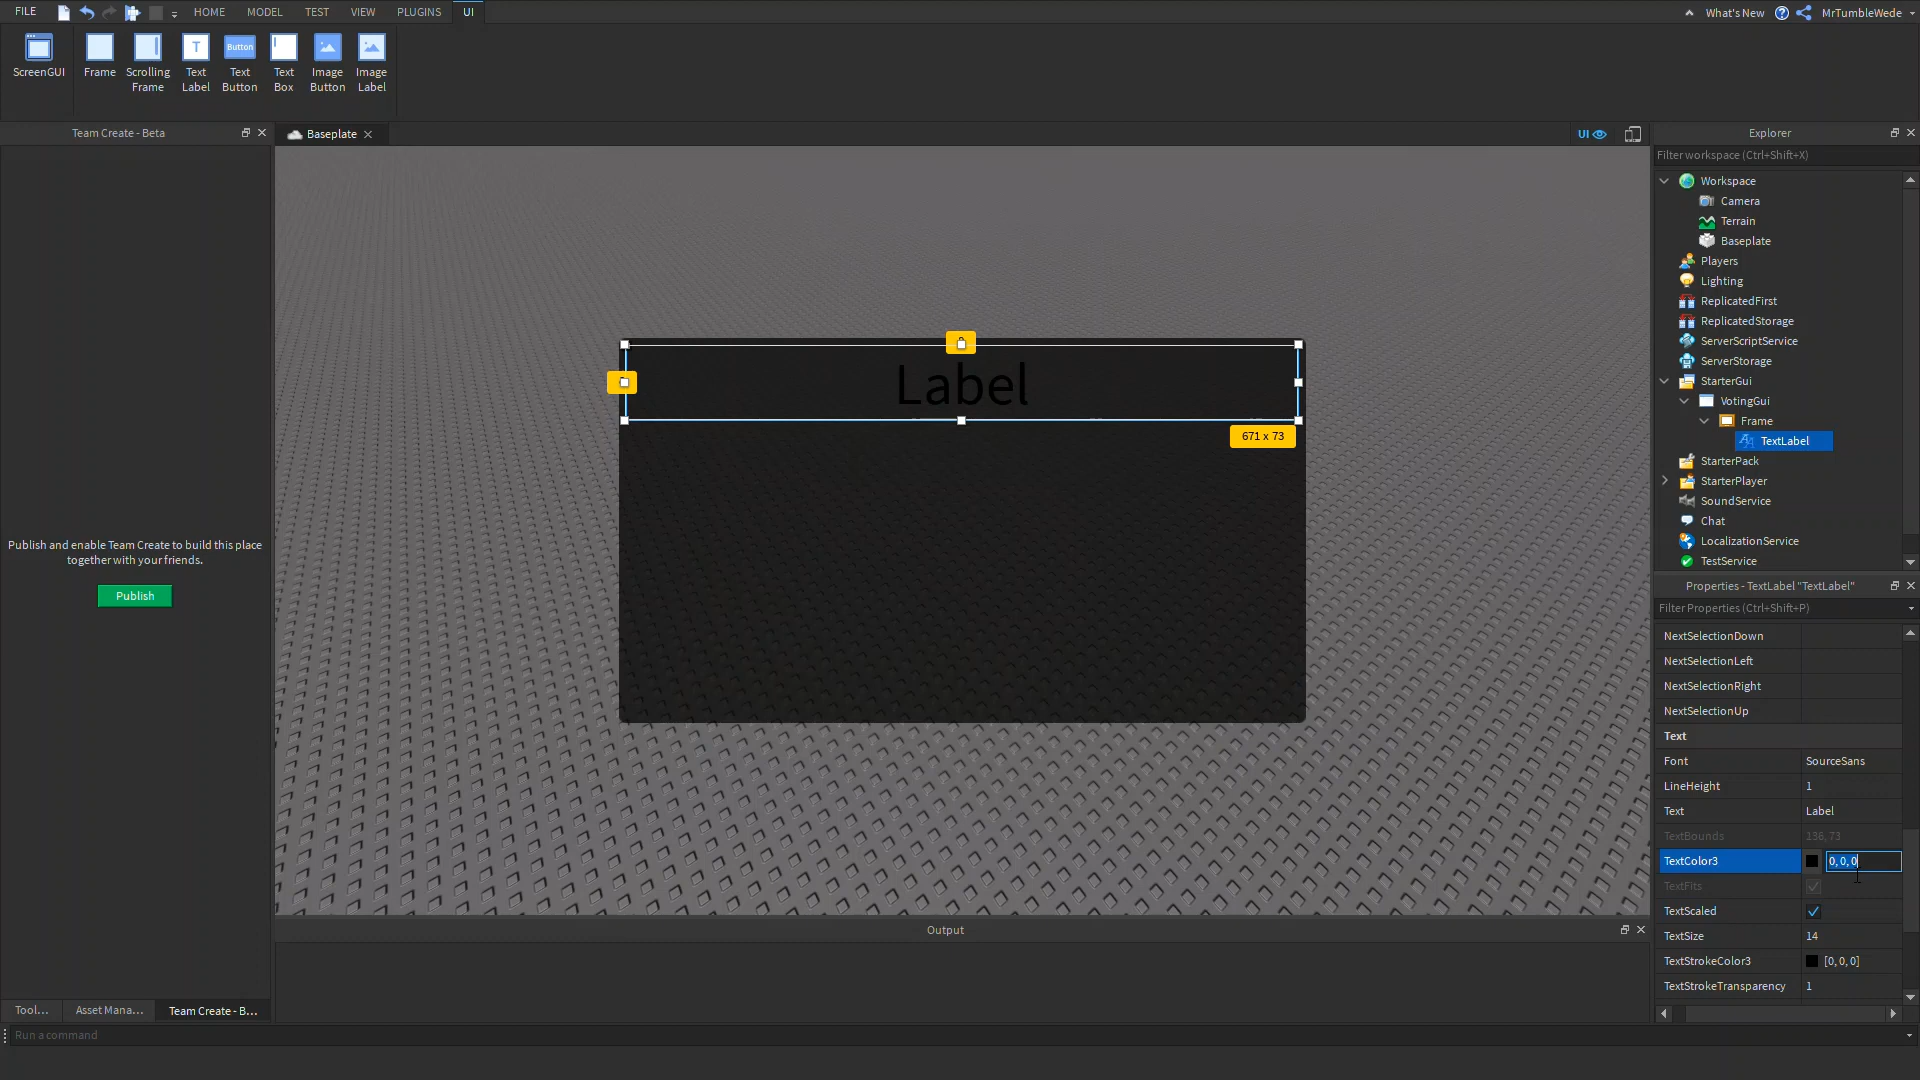 FILE
HOME
MODEL
TEST
VIEW
PLUGINS
UI
What's New
MrTumbleWede
ScreenGUI
Frame
Scrolling Frame
Text Label
Button
Text Button
Text Box
Image Button
Image Label
Team Create - Beta
Publish and enable Team Create to build this place
together with your friends.
Publish
Tool...
Asset Mana...
Team Create - B...
Baseplate
UI
Label
671 x 73
Output
Run a command
Explorer
Filter workspace (Ctrl+Shift+X)
Workspace
Camera
Terrain
Baseplate
Players
Lighting
ReplicatedFirst
ReplicatedStorage
ServerScriptService
ServerStorage
StarterGui
VotingGui
Frame
TextLabel
StarterPack
StarterPlayer
SoundService
Chat
LocalizationService
TestService
Properties - TextLabel "TextLabel"
Filter Properties (Ctrl+Shift+P)
NextSelectionDown
NextSelectionLeft
NextSelectionRight
NextSelectionUp
Text
Font SourceSans
LineHeight 1
Text Label
TextBounds 136, 73
TextColor3 0, 0, 0
TextFits
TextScaled
TextSize 14
TextStrokeColor3 [0, 0, 0]
TextStrokeTransparency 1